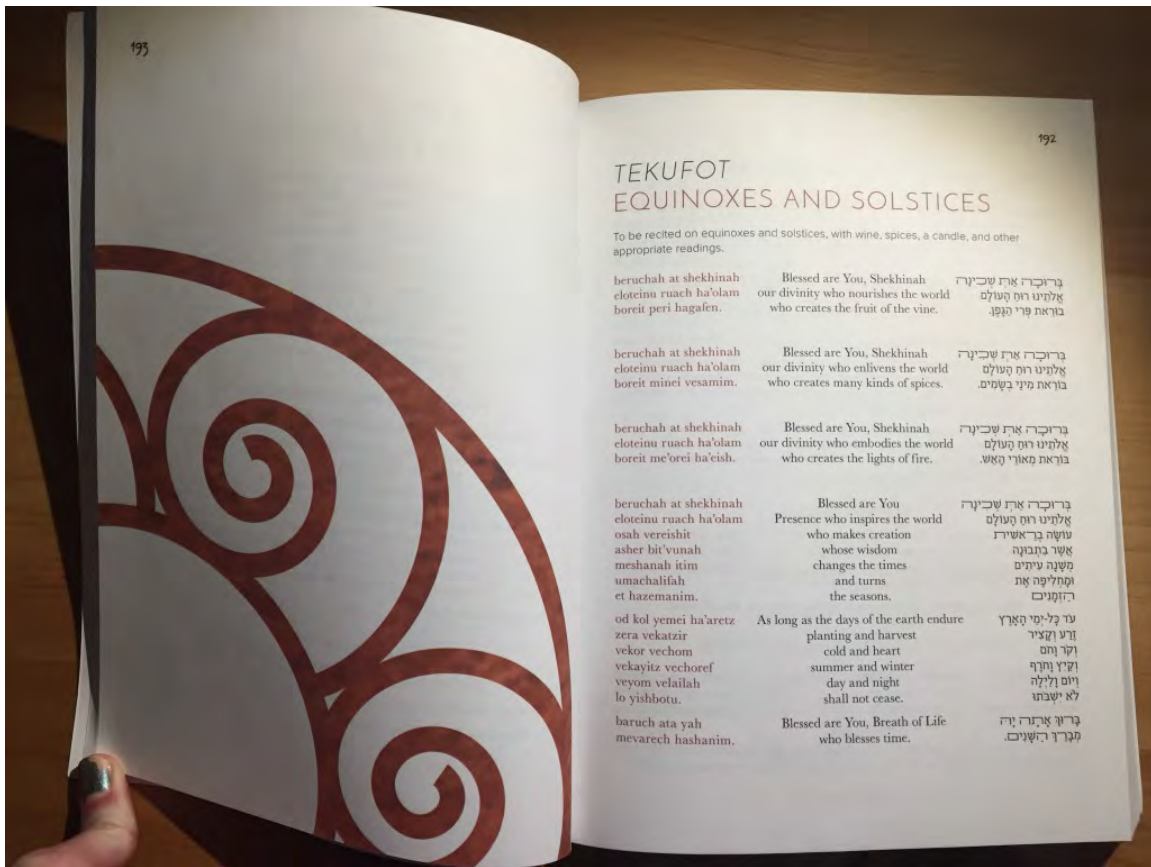 193
192
TEKUFOT
EQUINOXES AND SOLSTICES
To be recited on equinoxes and solstices, with wine, spices, a candle, and other
appropriate readings.
beruchah at shekhinah
eloteinu ruach ha'olam
boreit peri hagafen.
Blessed are You, Shekhinah
our divinity who nourishes the world
who creates the fruit of the vine.
בְּרוּכָה אַתְּ שְׁכִינָה
אֱלֹתֵינוּ רוּחַ הָעוֹלָם
בּוֹרֵאת פְּרִי הַגָּפֶן.
beruchah at shekhinah
eloteinu ruach ha'olam
boreit minei vesamim.
Blessed are You, Shekhinah
our divinity who enlivens the world
who creates many kinds of spices.
בְּרוּכָה אַתְּ שְׁכִינָה
אֱלֹתֵינוּ רוּחַ הָעוֹלָם
בּוֹרֵאת מִינֵי בְשָׂמִים.
beruchah at shekhinah
eloteinu ruach ha'olam
boreit me'orei ha'eish.
Blessed are You, Shekhinah
our divinity who embodies the world
who creates the lights of fire.
בְּרוּכָה אַתְּ שְׁכִינָה
אֱלֹתֵינוּ רוּחַ הָעוֹלָם
בּוֹרֵאת מְאוֹרֵי הָאֵשׁ.
beruchah at shekhinah
eloteinu ruach ha'olam
osah vereishit
asher bit'vunah
meshanah itim
umachalifah
et hazemanim.
Blessed are You
Presence who inspires the world
who makes creation
whose wisdom
changes the times
and turns
the seasons.
בְּרוּכָה אַתְּ שְׁכִינָה
אֱלֹתֵינוּ רוּחַ הָעוֹלָם
עוֹשָׂה בְרֵאשִׁית
אֲשֶׁר בִּתְבוּנָה
מְשַׁנָּה עִיתִּים
וּמַחְלִיפָה אֶת
הַזְּמַנִּים
od kol yemei ha'aretz
zera vekatzir
vekor vechom
vekayitz vechoref
veyom velailah
lo yishbotu.
As long as the days of the earth endure
planting and harvest
cold and heart
summer and winter
day and night
shall not cease.
עֹד כָּל-יְמֵי הָאָרֶץ
זֶרַע וְקָצִיר
וְקֹר וָחֹם
וְקַיִץ וָחֹרֶף
וְיוֹם וָלַיְלָה
לֹא יִשְׁבֹּתוּ
baruch ata yah
mevarech hashanim.
Blessed are You, Breath of Life
who blesses time.
בָּרוּךְ אַתָּה יָהּ
מְבָרֵךְ הַשָּׁנִים.